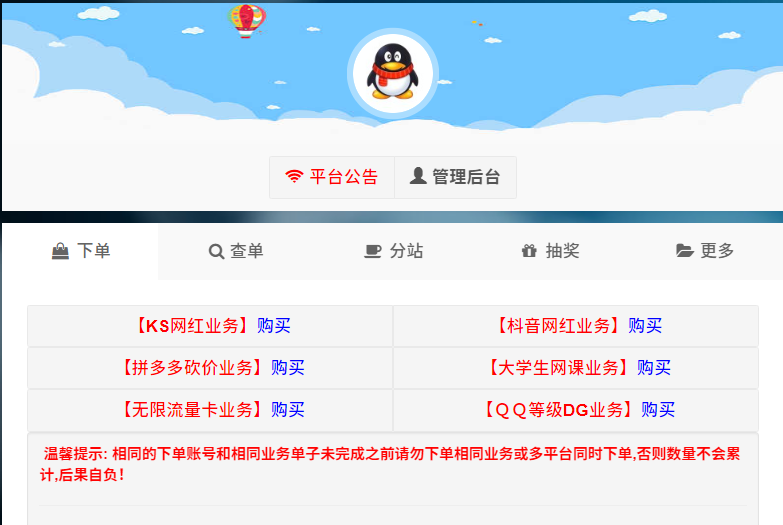 平台公告 管理后台
下单 查单 分站 抽奖 更多
【KS网红业务】购买 【抖音网红业务】购买
【拼多多砍价业务】购买 【大学生网课业务】购买
【无限流量卡业务】购买 【ＱＱ等级DG业务】购买
温馨提示: 相同的下单账号和相同业务单子未完成之前请勿下单相同业务或多平台同时下单,否则数量不会累
计,后果自负！